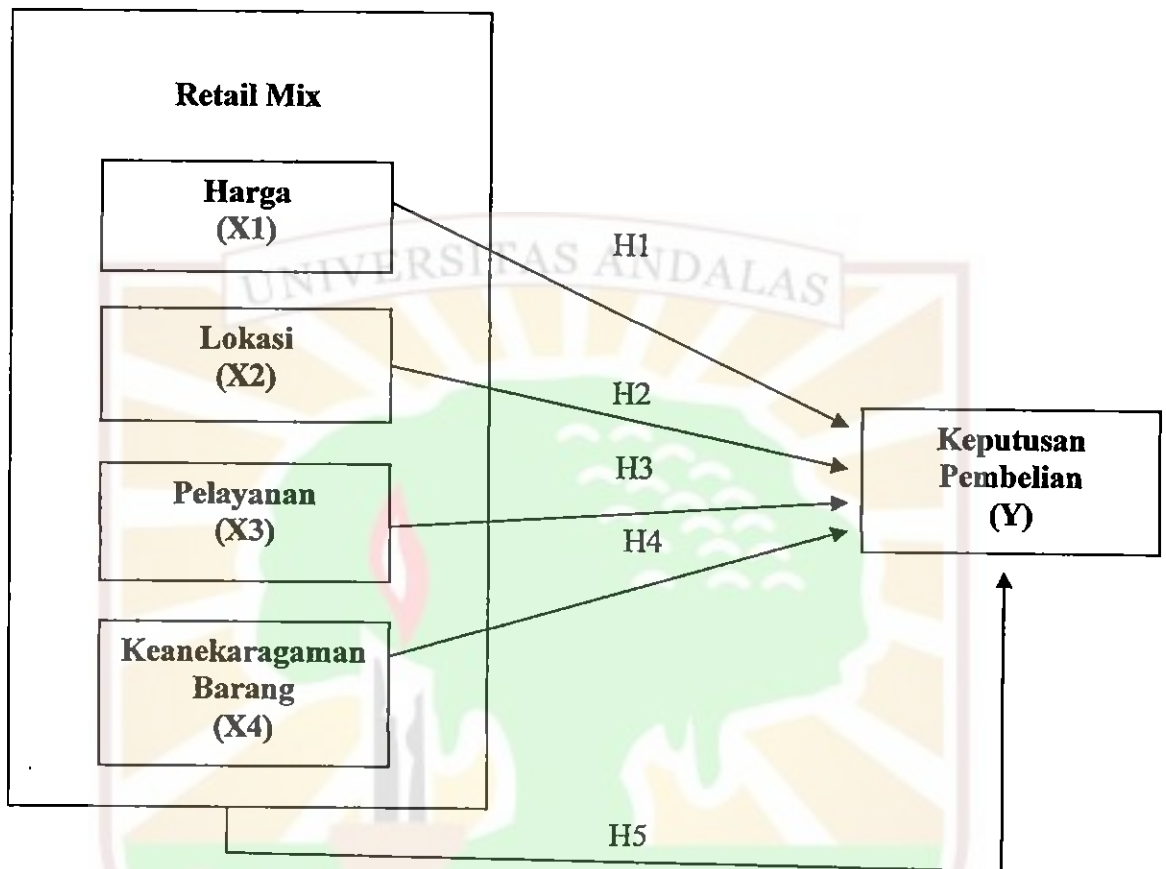 Retail Mix
Harga
(X1)
Lokasi
(X2)
Pelayanan
(X3)
Keanekaragaman
Barang
(X4)
UNIVERSITAS ANDALAS
H1
H2
H3
H4
H5
Keputusan
Pembelian
(Y)